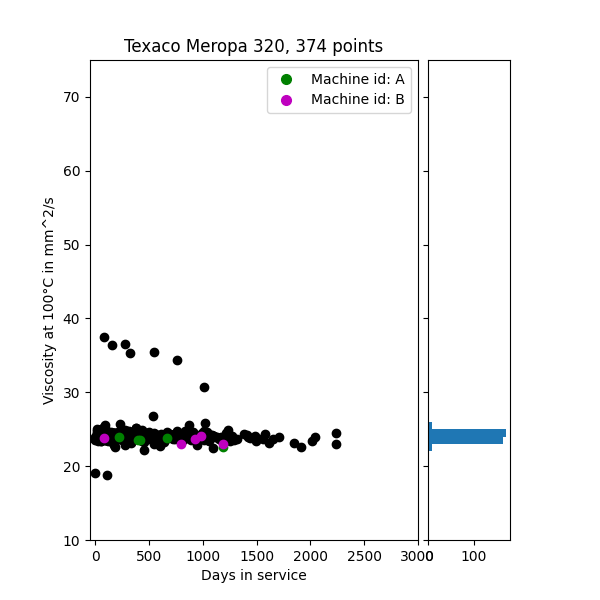 Texaco Meropa 320, 374 points
Machine id: A
Machine id: B
Viscosity at 100°C in mm^2/s
70
60
50
40
30
20
10
0 500 1000 1500 2000 2500 3000
0 100
Days in service